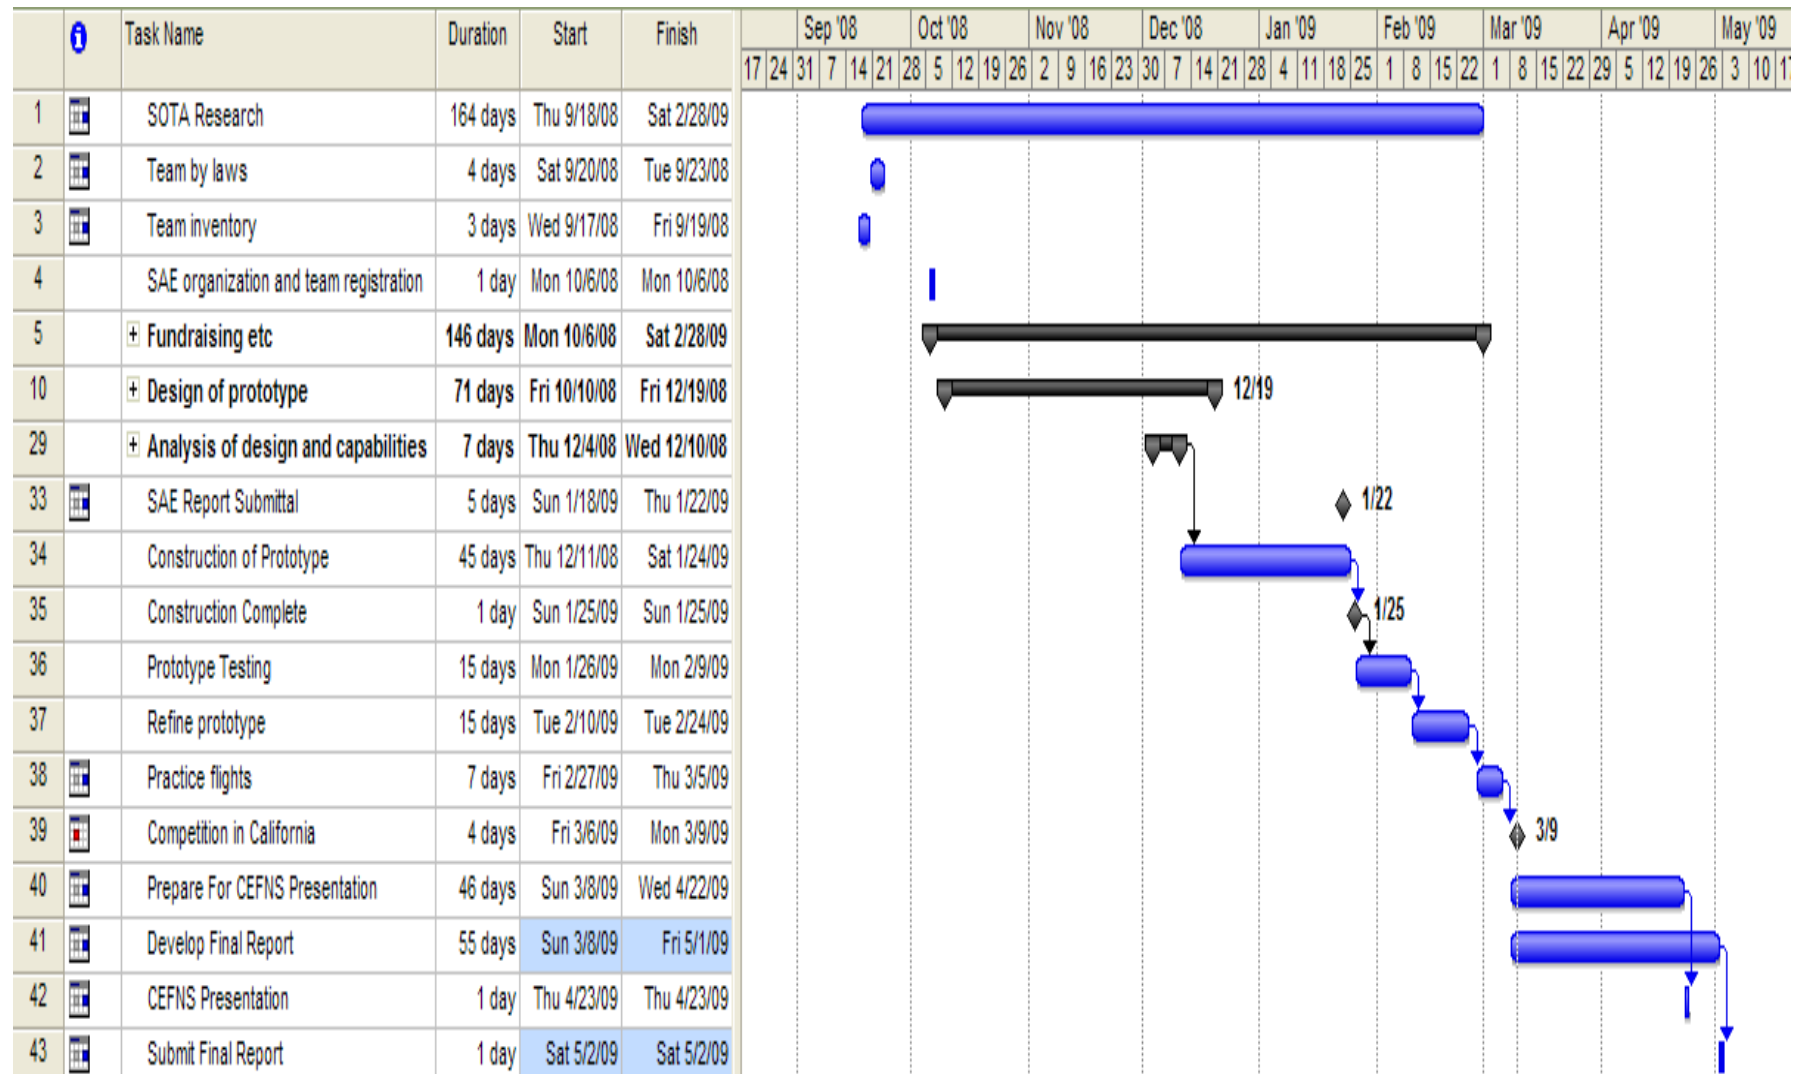 Task Name Duration Start Finish Sep '08 Oct '08 Nov '08 Dec '08 Jan '09 Feb '09 Mar '09 Apr '09 May '09
17 24 31 7 14 21 28 5 12 19 26 2 9 16 23 30 7 14 21 28 4 11 18 25 1 8 15 22 1 8 15 22 29 5 12 19 26 3 10
1 SOTA Research 164 days Thu 9/18/08 Sat 2/28/09
2 Team by laws 4 days Sat 9/20/08 Tue 9/23/08
3 Team inventory 3 days Wed 9/17/08 Fri 9/19/08
4 SAE organization and team registration 1 day Mon 10/6/08 Mon 10/6/08
5 Fundraising etc 146 days Mon 10/6/08 Sat 2/28/09
10 Design of prototype 71 days Fri 10/10/08 Fri 12/19/08 12/19
29 Analysis of design and capabilities 7 days Thu 12/4/08 Wed 12/10/08
33 SAE Report Submittal 5 days Sun 1/18/09 Thu 1/22/09 1/22
34 Construction of Prototype 45 days Thu 12/11/08 Sat 1/24/09
35 Construction Complete 1 day Sun 1/25/09 Sun 1/25/09 1/25
36 Prototype Testing 15 days Mon 1/26/09 Mon 2/9/09
37 Refine prototype 15 days Tue 2/10/09 Tue 2/24/09
38 Practice flights 7 days Fri 2/27/09 Thu 3/5/09
39 Competition in California 4 days Fri 3/6/09 Mon 3/9/09 3/9
40 Prepare For CEFNS Presentation 46 days Sun 3/8/09 Wed 4/22/09
41 Develop Final Report 55 days Sun 3/8/09 Fri 5/1/09
42 CEFNS Presentation 1 day Thu 4/23/09 Thu 4/23/09
43 Submit Final Report 1 day Sat 5/2/09 Sat 5/2/09